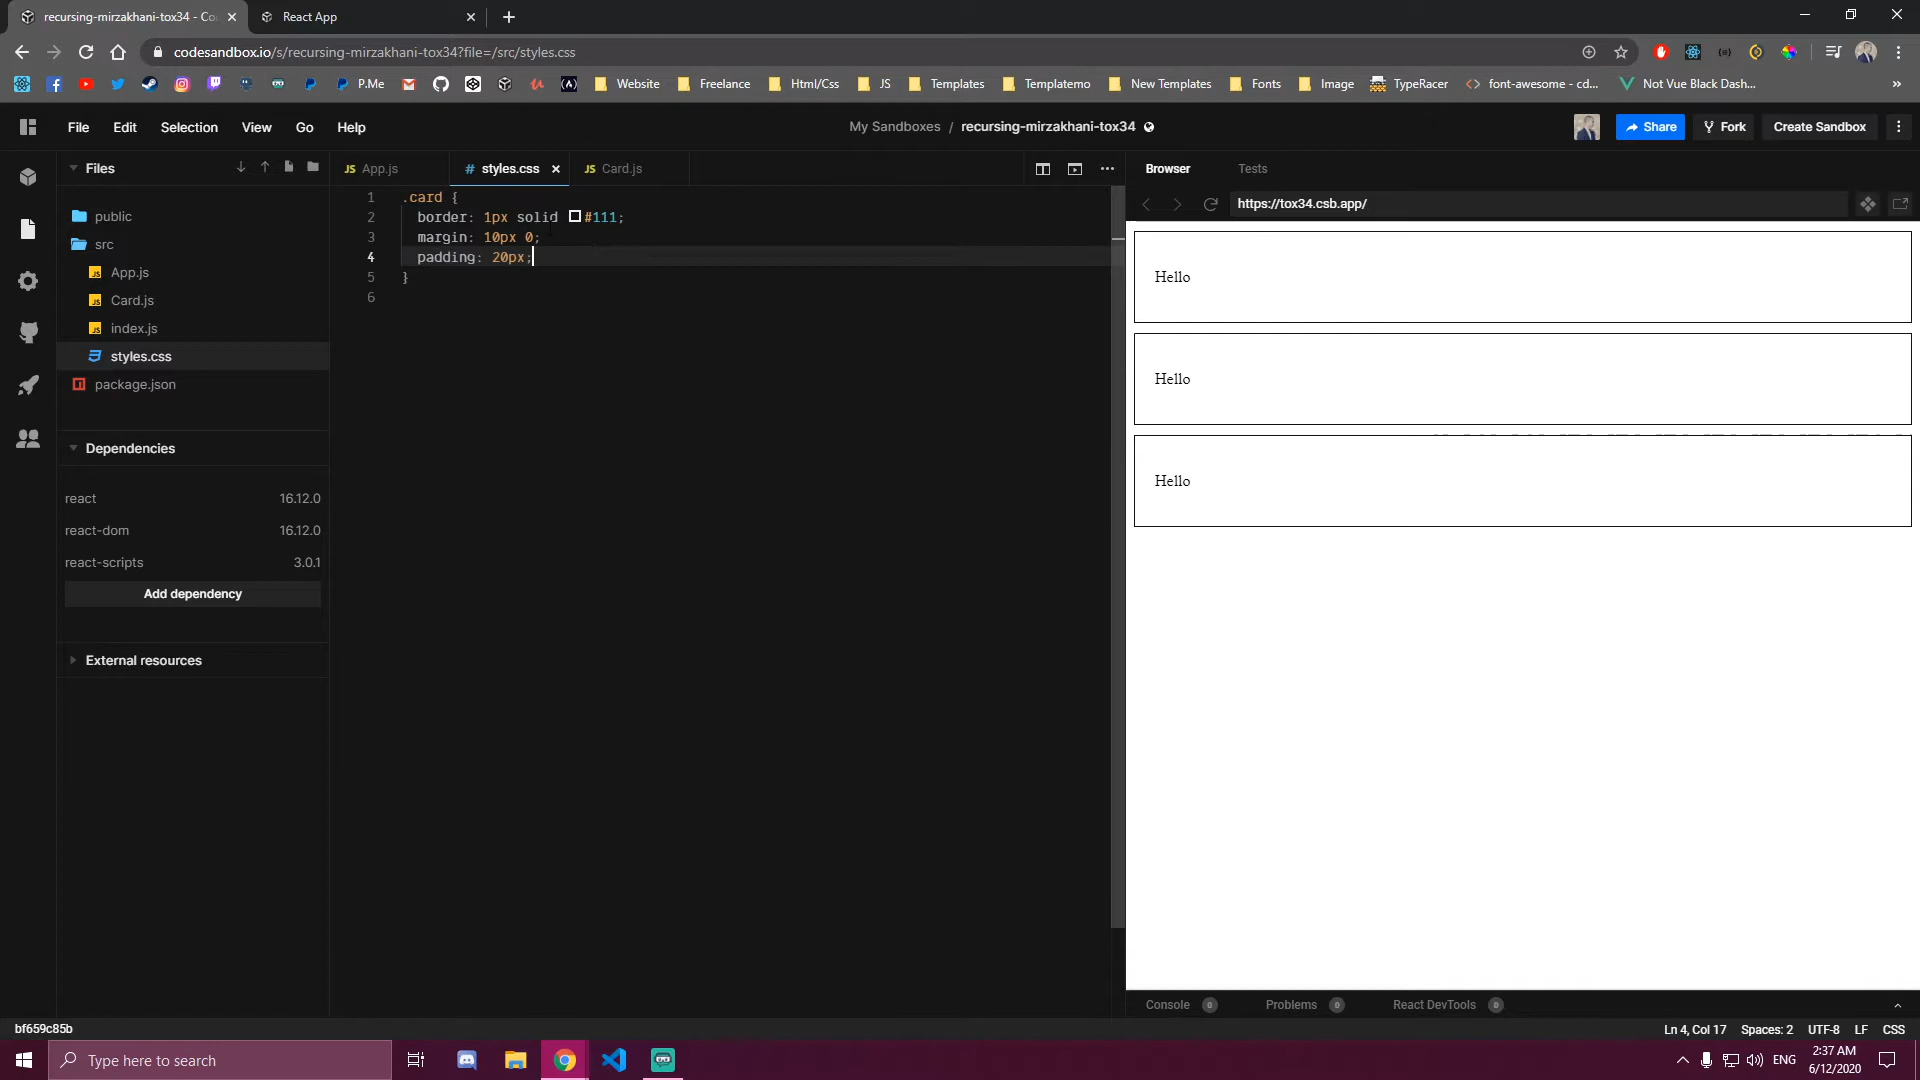 recursing-mirzakhani-tox34 - Co
React App
codesandbox.io/s/recursing-mirzakhani-tox34?file=/src/styles.css
P.Me
Website
Freelance
Html/Css
JS
Templates
Templatemo
New Templates
Fonts
Image
TypeRacer
font-awesome - cd...
Not Vue Black Dash...
File Edit Selection View Go Help
My Sandboxes / recursing-mirzakhani-tox34
Share
Fork
Create Sandbox
Files
App.js
styles.css
Card.js
Browser
Tests
https://tox34.csb.app/
public
src
App.js
Card.js
index.js
styles.css
package.json
1 .card {
2 border: 1px solid #111;
3 margin: 10px 0;
4 padding: 20px;
5 }
6
Hello
Hello
Hello
Dependencies
react 16.12.0
react-dom 16.12.0
react-scripts 3.0.1
Add dependency
External resources
Console 0
Problems 0
React DevTools 0
bf659c85b
Ln 4, Col 17 Spaces: 2 UTF-8 LF CSS
Type here to search
ENG
2:37 AM
6/12/2020